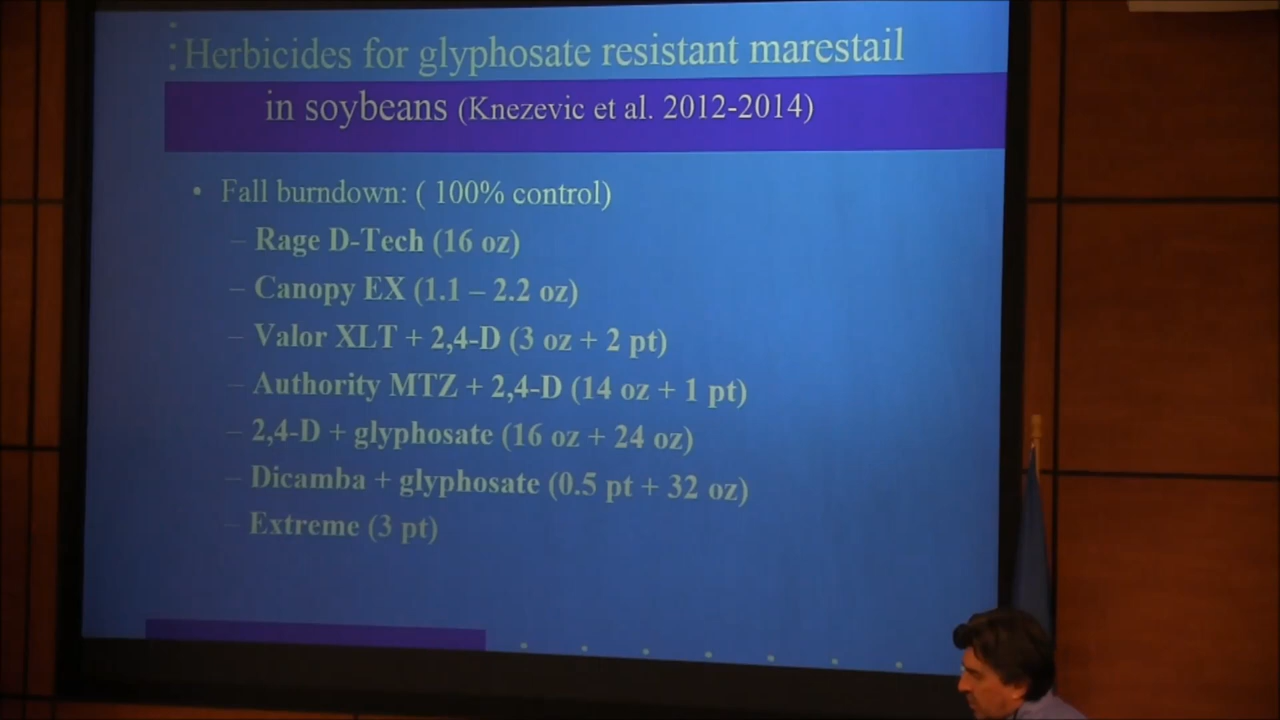 Herbicides for glyphosate resistant marestail
in soybeans (Knezevic et al. 2012-2014)
• Fall burndown: ( 100% control)
– Rage D-Tech (16 oz)
– Canopy EX (1.1 – 2.2 oz)
– Valor XLT + 2,4-D (3 oz + 2 pt)
– Authority MTZ + 2,4-D (14 oz + 1 pt)
– 2,4-D + glyphosate (16 oz + 24 oz)
– Dicamba + glyphosate (0.5 pt + 32 oz)
– Extreme (3 pt)